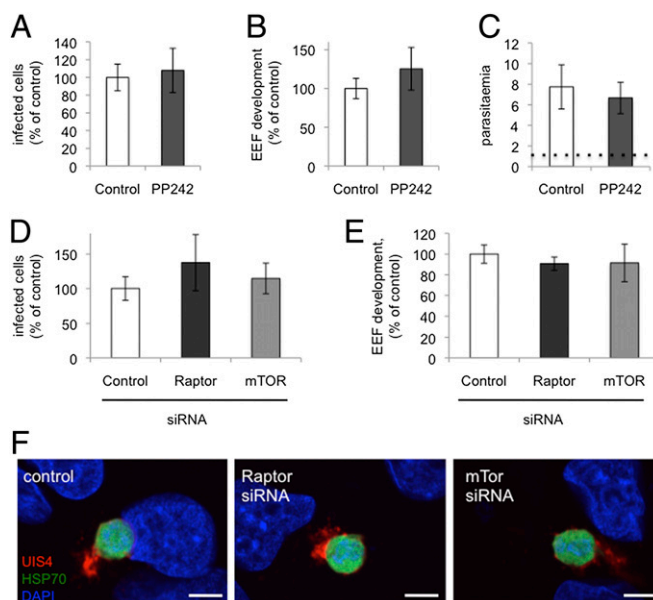 A
infected cells
(% of control)
140
120
100
80
60
40
20
0
Control PP242
B
EEF development
(% of control)
150
100
50
0
Control PP242
C
parasitaemia
12
10
8
6
4
2
0
Control PP242
D
infected cells
(% of control)
150
100
50
0
Control Raptor mTOR
siRNA
E
EEF development,
(% of control)
120
100
80
60
40
20
0
Control Raptor mTOR
siRNA
F
control
UIS4
HSP70
DAPI
Raptor
siRNA
mTor
siRNA